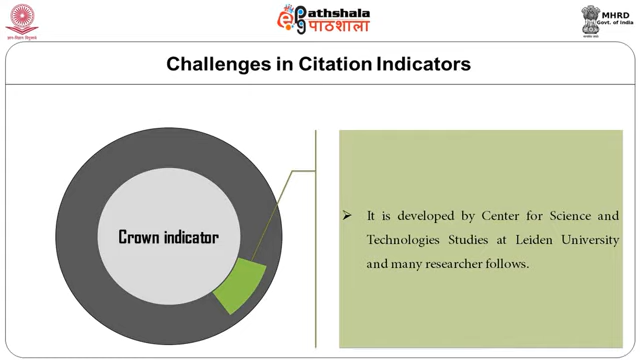 Pathshala
पाठशाला
MHRD
Govt. of India
Challenges in Citation Indicators
Crown indicator
It is developed by Center for Science and
Technologies Studies at Leiden University
and many researcher follows.